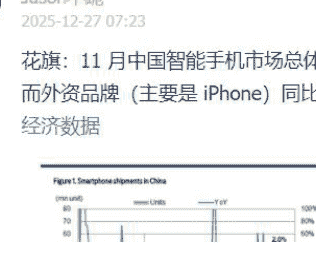 2025-12-27 07:23
花旗：11 月中国智能手机市场总体
而外资品牌（主要是 iPhone）同比
经济数据
Figure 1. Smartphone shipments in China
(mn unit)
Units
YoY
80
100%
70
80%
60
60%
2.0%